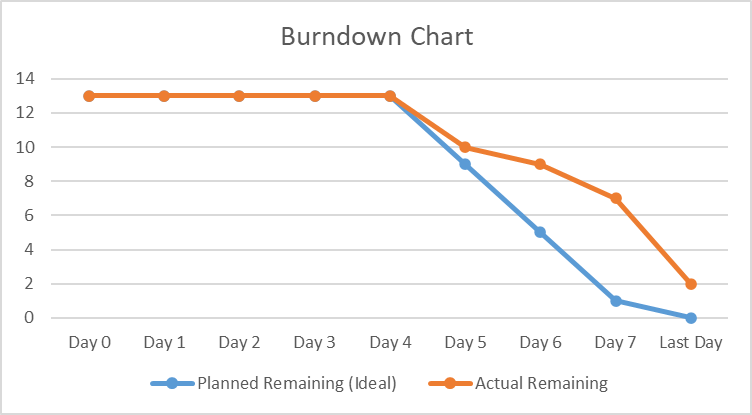 Burndown Chart
14
12
10
8
6
4
2
0
Day 0 Day 1 Day 2 Day 3 Day 4 Day 5 Day 6 Day 7 Last Day
Planned Remaining (Ideal) Actual Remaining